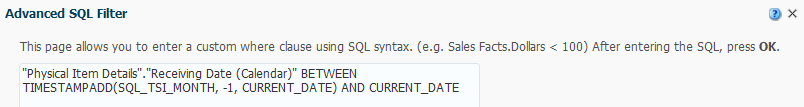 Advanced SQL Filter
This page allows you to enter a custom where clause using SQL syntax. (e.g. Sales Facts.Dollars < 100) After entering the SQL, press OK.
"Physical Item Details"."Receiving Date (Calendar)" BETWEEN
TIMESTAMPADD(SQL_TSI_MONTH, -1, CURRENT_DATE) AND CURRENT_DATE